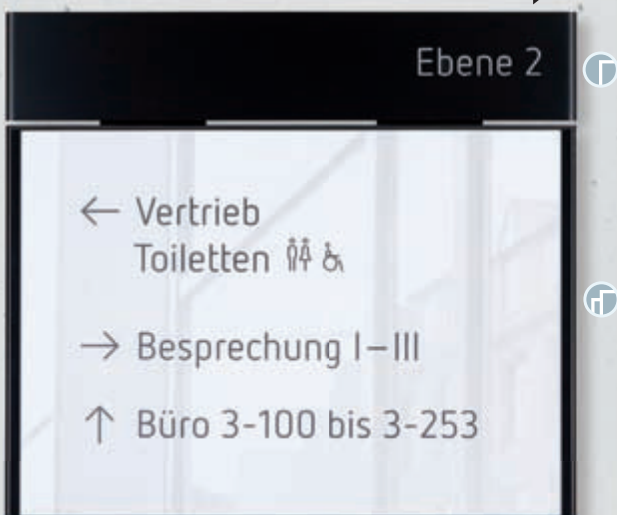 Ebene 2
← Vertrieb
Toiletten
→ Besprechung I–III
↑ Büro 3-100 bis 3-253